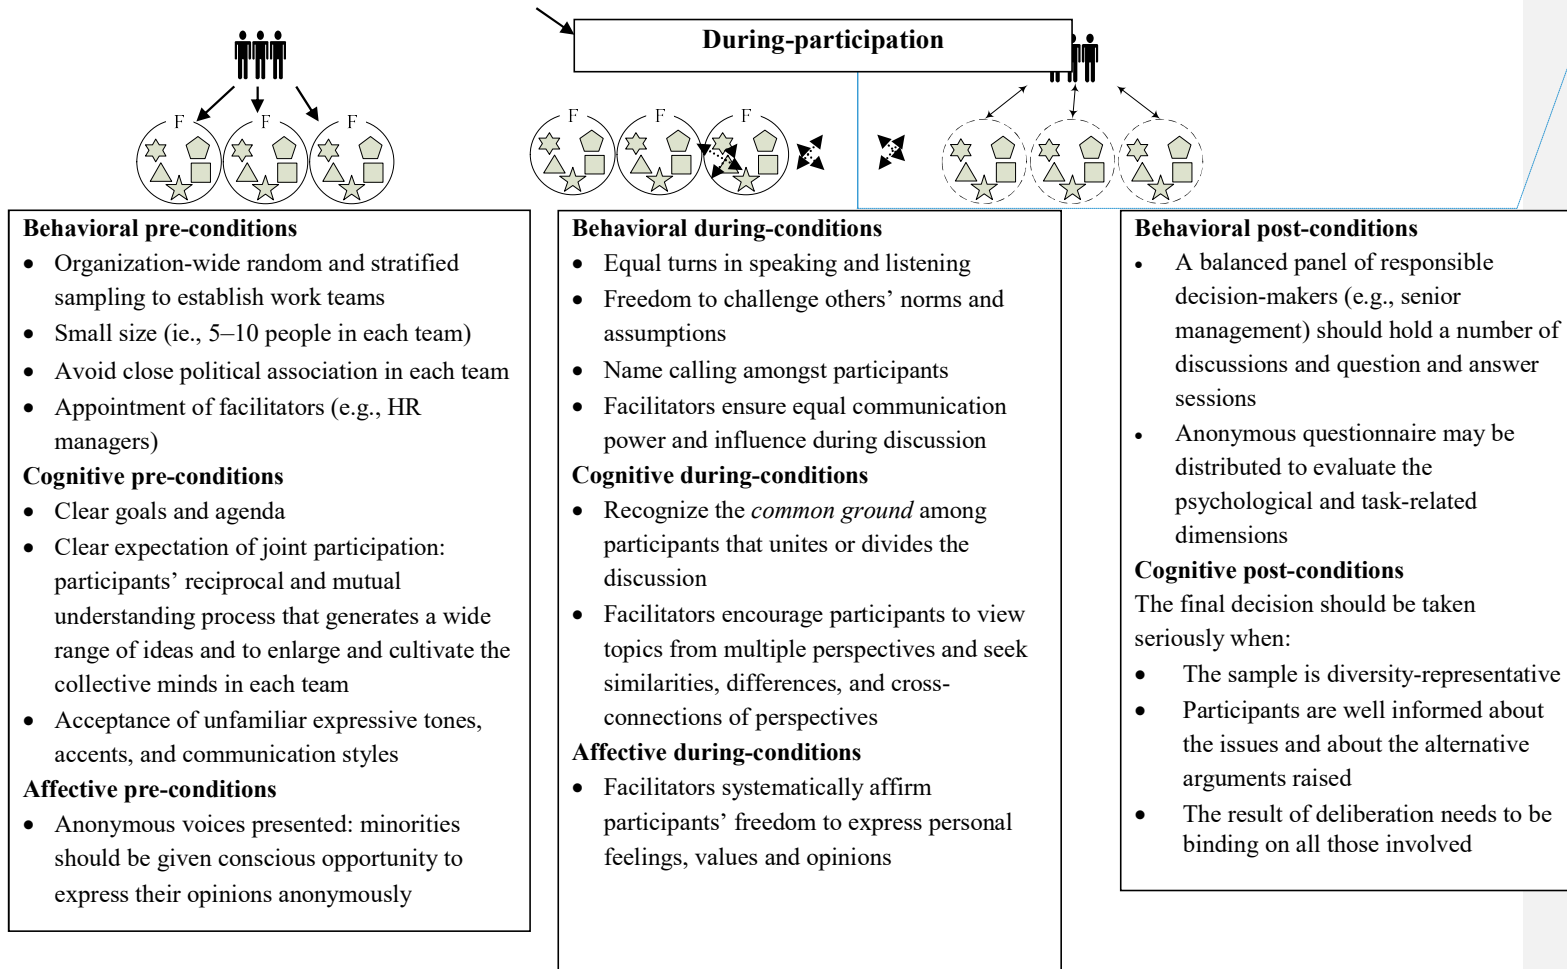 During-participation
F
F
F
F
F
F
Behavioral pre-conditions
• Organization-wide random and stratified
sampling to establish work teams
• Small size (ie., 5–10 people in each team)
• Avoid close political association in each team
• Appointment of facilitators (e.g., HR
managers)
Cognitive pre-conditions
• Clear goals and agenda
• Clear expectation of joint participation:
participants’ reciprocal and mutual
understanding process that generates a wide
range of ideas and to enlarge and cultivate the
collective minds in each team
• Acceptance of unfamiliar expressive tones,
accents, and communication styles
Affective pre-conditions
• Anonymous voices presented: minorities
should be given conscious opportunity to
express their opinions anonymously
Behavioral during-conditions
• Equal turns in speaking and listening
• Freedom to challenge others’ norms and
assumptions
• Name calling amongst participants
• Facilitators ensure equal communication
power and influence during discussion
Cognitive during-conditions
• Recognize the common ground among
participants that unites or divides the
discussion
• Facilitators encourage participants to view
topics from multiple perspectives and seek
similarities, differences, and cross-
connections of perspectives
Affective during-conditions
• Facilitators systematically affirm
participants’ freedom to express personal
feelings, values and opinions
Behavioral post-conditions
• A balanced panel of responsible
decision-makers (e.g., senior
management) should hold a number of
discussions and question and answer
sessions
• Anonymous questionnaire may be
distributed to evaluate the
psychological and task-related
dimensions
Cognitive post-conditions
The final decision should be taken
seriously when:
• The sample is diversity-representative
• Participants are well informed about
the issues and about the alternative
arguments raised
• The result of deliberation needs to be
binding on all those involved